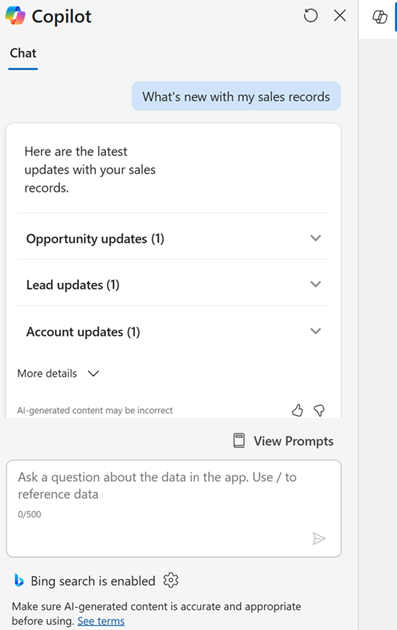 Copilot
Chat
What's new with my sales records
Here are the latest
updates with your sales
records.
Opportunity updates (1)
Lead updates (1)
Account updates (1)
More details
AI-generated content may be incorrect
View Prompts
Ask a question about the data in the app. Use / to
reference data
0/500
Bing search is enabled
Make sure AI-generated content is accurate and appropriate
before using. See terms